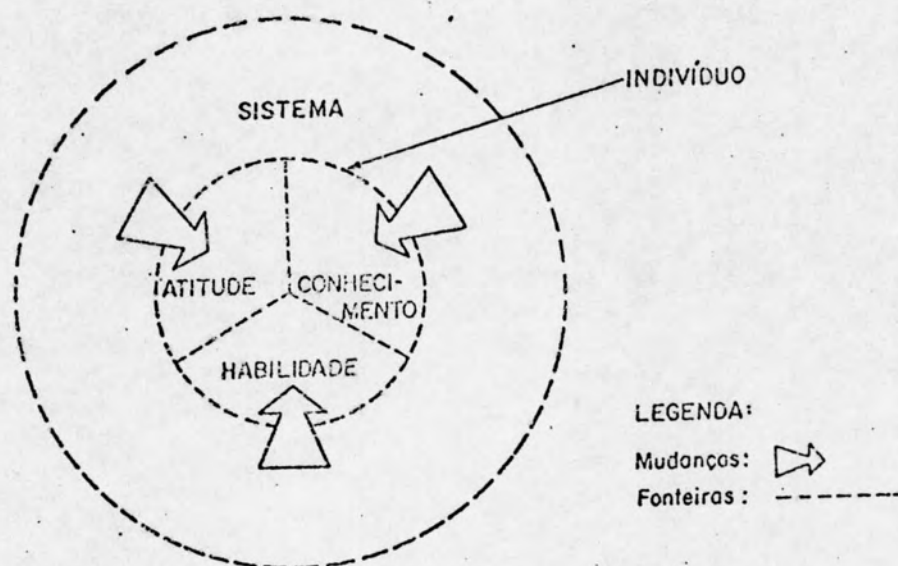 INDIVÍDUO
SISTEMA
ATITUDE
CONHECI-
MENTO
HABILIDADE
LEGENDA:
Mudanças:
Fonteiras: